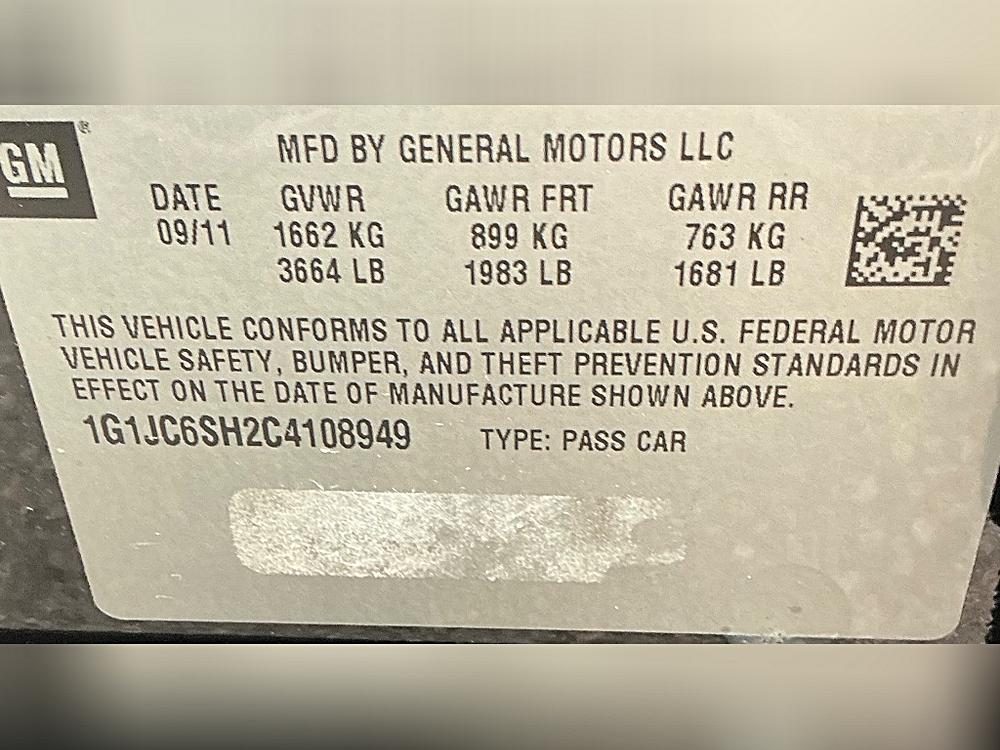 GM ®
MFD BY GENERAL MOTORS LLC
DATE GVWR GAWR FRT GAWR RR
09/11 1662 KG 899 KG 763 KG
3664 LB 1983 LB 1681 LB
THIS VEHICLE CONFORMS TO ALL APPLICABLE U.S. FEDERAL MOTOR
VEHICLE SAFETY, BUMPER, AND THEFT PREVENTION STANDARDS IN
EFFECT ON THE DATE OF MANUFACTURE SHOWN ABOVE.
1G1JC6SH2C4108949 TYPE: PASS CAR